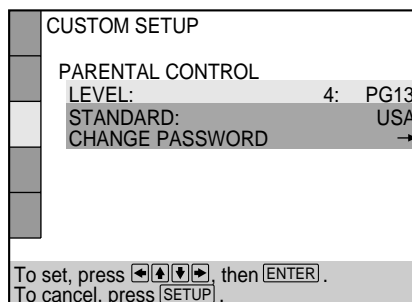 CUSTOM SETUP
PARENTAL CONTROL
LEVEL: 4: PG13
STANDARD: USA
CHANGE PASSWORD →
To set, press ←↑↓→, then ENTER.
To cancel, press SETUP.